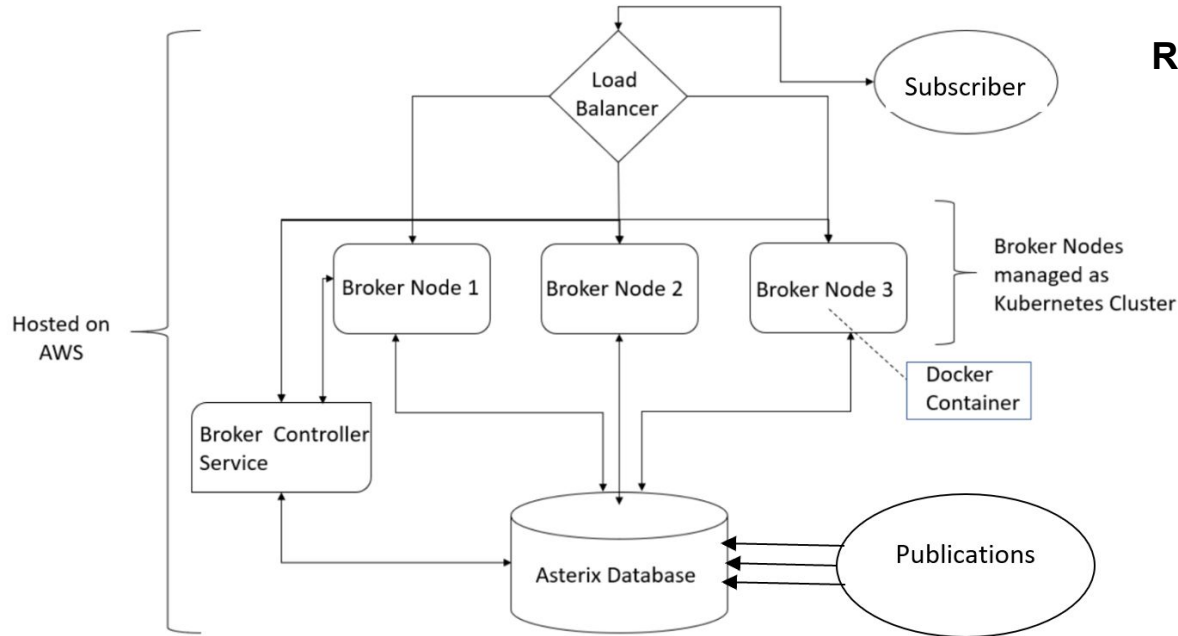 R
Load
Balancer
Subscriber
Broker Node 1
Broker Node 2
Broker Node 3
Broker Nodes
managed as
Kubernetes Cluster
Hosted on
AWS
Docker
Container
Broker Controller
Service
Asterix Database
Publications